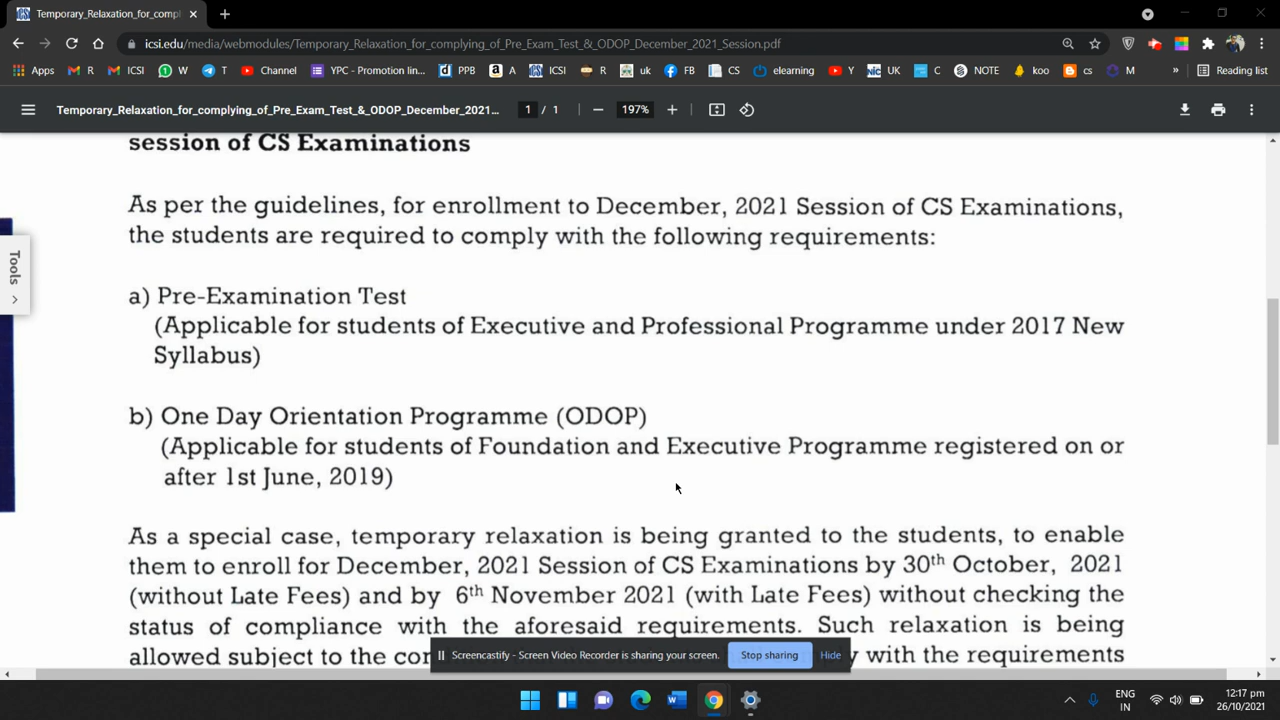 Temporary_Relaxation_for_compl
icsi.edu/media/webmodules/Temporary_Relaxation_for_complying_of_Pre_Exam_Test_&_ODOP_December_2021_Session.pdf
Apps R ICSI W T Channel YPC - Promotion lin... PPB A ICSI R uk FB CS elearning Y UK C NOTE koo cs M » Reading list
Temporary_Relaxation_for_complying_of_Pre_Exam_Test_&_ODOP_December_2021... 1 / 1 197%
session of CS Examinations
As per the guidelines, for enrollment to December, 2021 Session of CS Examinations,
the students are required to comply with the following requirements:
Tools
a) Pre-Examination Test
(Applicable for students of Executive and Professional Programme under 2017 New
Syllabus)
b) One Day Orientation Programme (ODOP)
(Applicable for students of Foundation and Executive Programme registered on or
after 1st June, 2019)
As a special case, temporary relaxation is being granted to the students, to enable
them to enroll for December, 2021 Session of CS Examinations by 30th October, 2021
(without Late Fees) and by 6th November 2021 (with Late Fees) without checking the
status of compliance with the aforesaid requirements. Such relaxation is being
allowed subject to the with the requirements
Screencastify - Screen Video Recorder is sharing your screen. Stop sharing Hide
ENG
IN
12:17 pm
26/10/2021